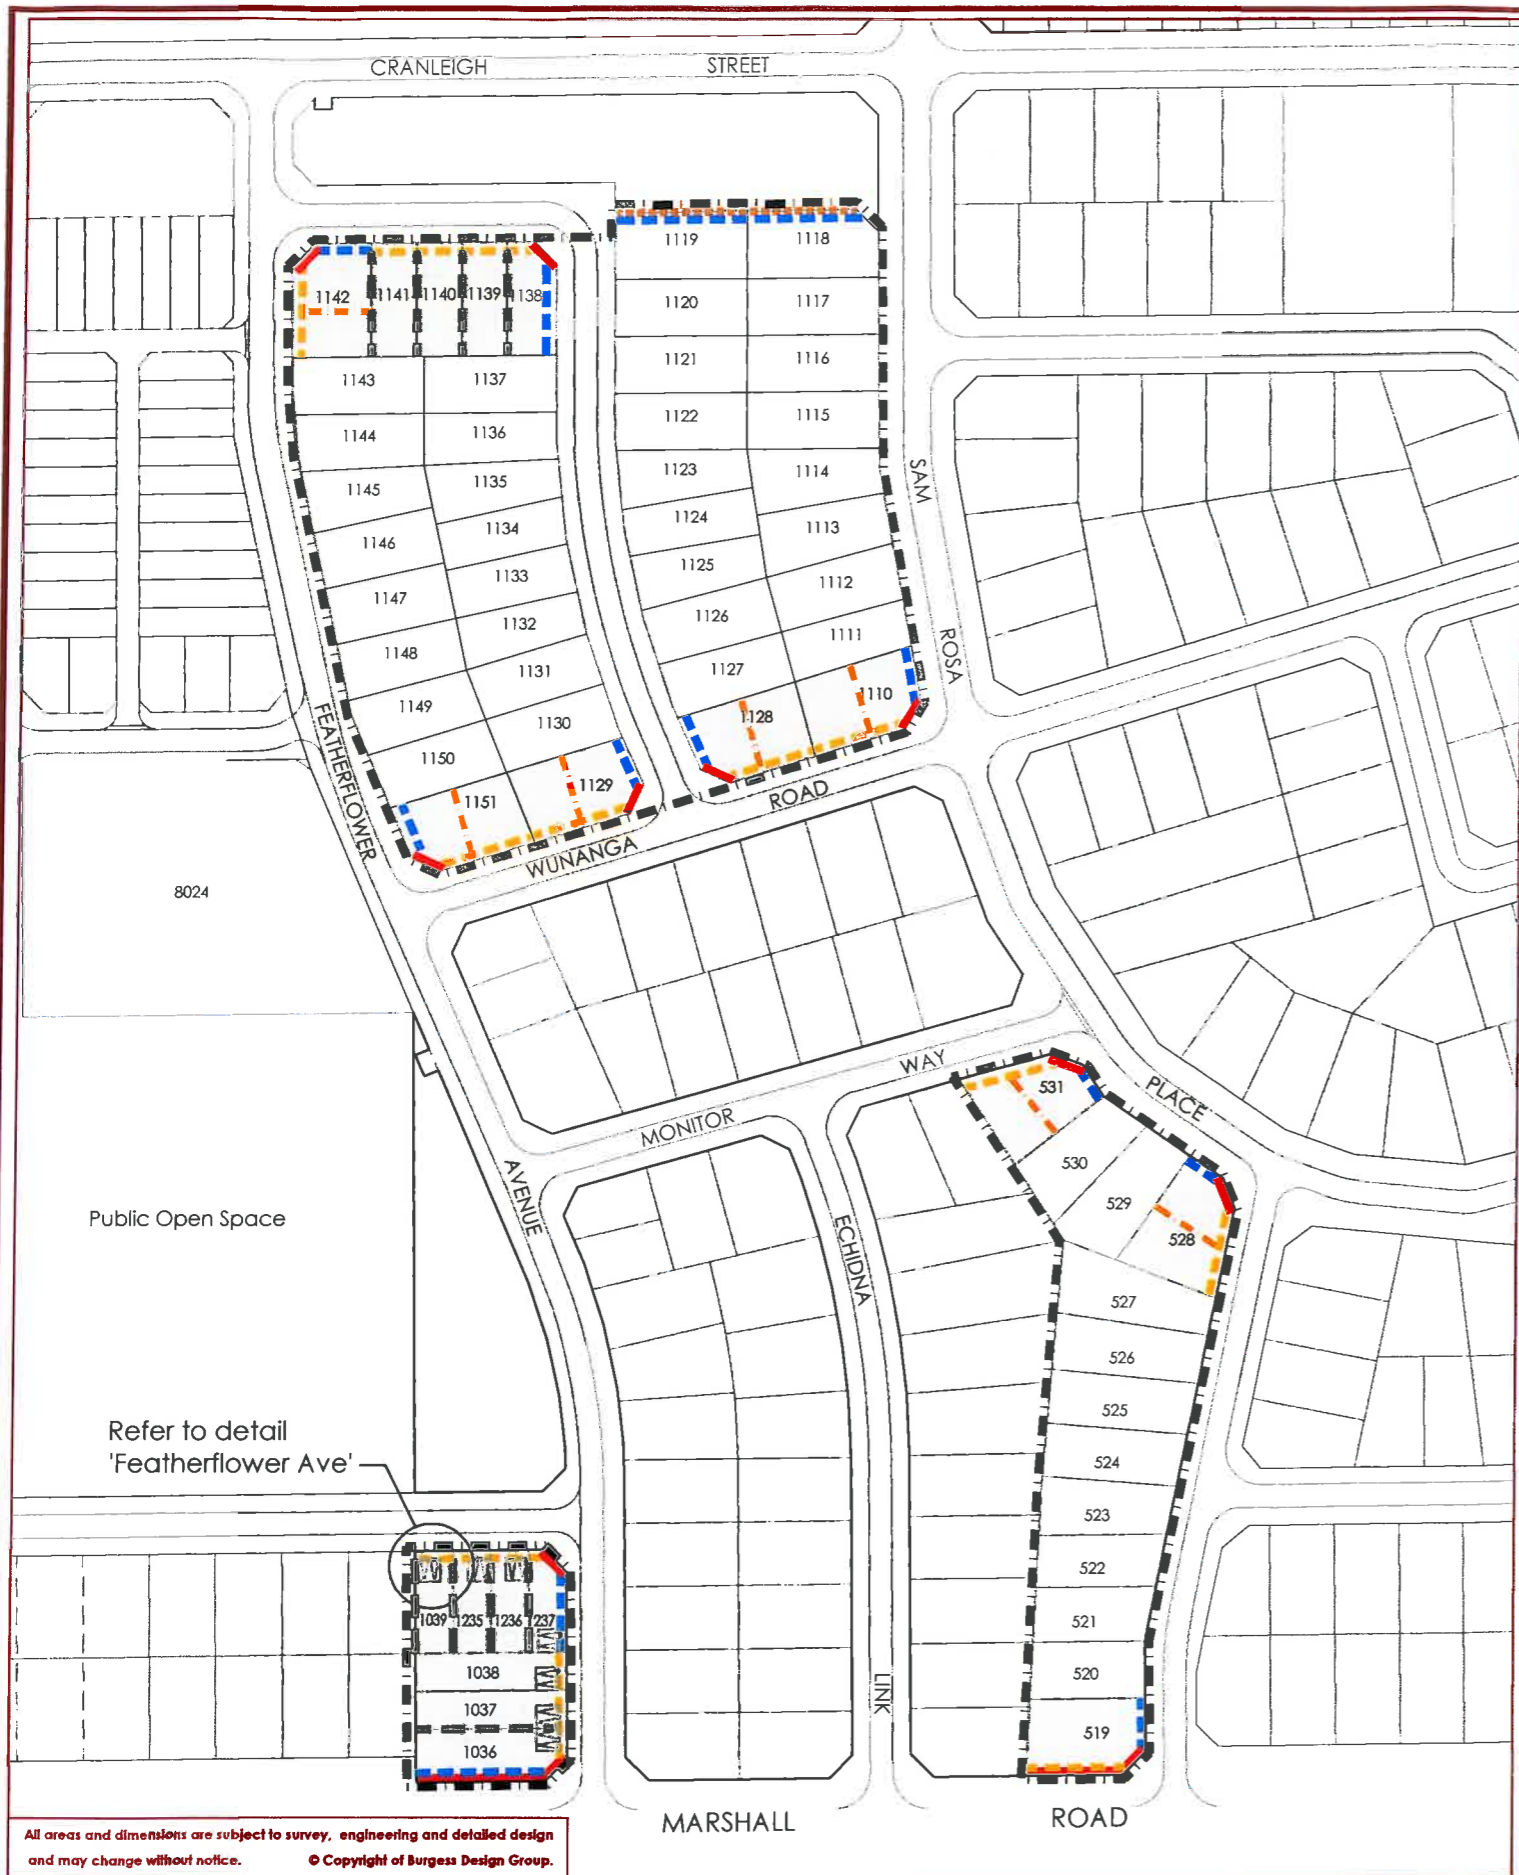 CRANLEIGH STREET
1119 1118
1142 1141 1140 1139 1138
1120 1117
1121 1116
1143 1137
1122 1115
1144 1136
1123 1114
SAM
1145 1135
1124 1113
1146 1134
1125 1112
1147 1133
1126 1111
1132
ROSA
1148 1131
1127 1110
1149 1128
1130
FEATHERFLOWER
1150
1151 1129
ROAD
WUNANGA
8024
WAY
531
PLACE
MONITOR
530
AVENUE
529
Public Open Space
ECHIDNA
528
527
526
525
Refer to detail
'Featherflower Ave'
524
523
522
1039 1235 1236 237
521
1038
520
LINK
1037
519
1036
MARSHALL ROAD
All areas and dimensions are subject to survey, engineering and detailed design
and may change without notice. © Copyright of Burgess Design Group.